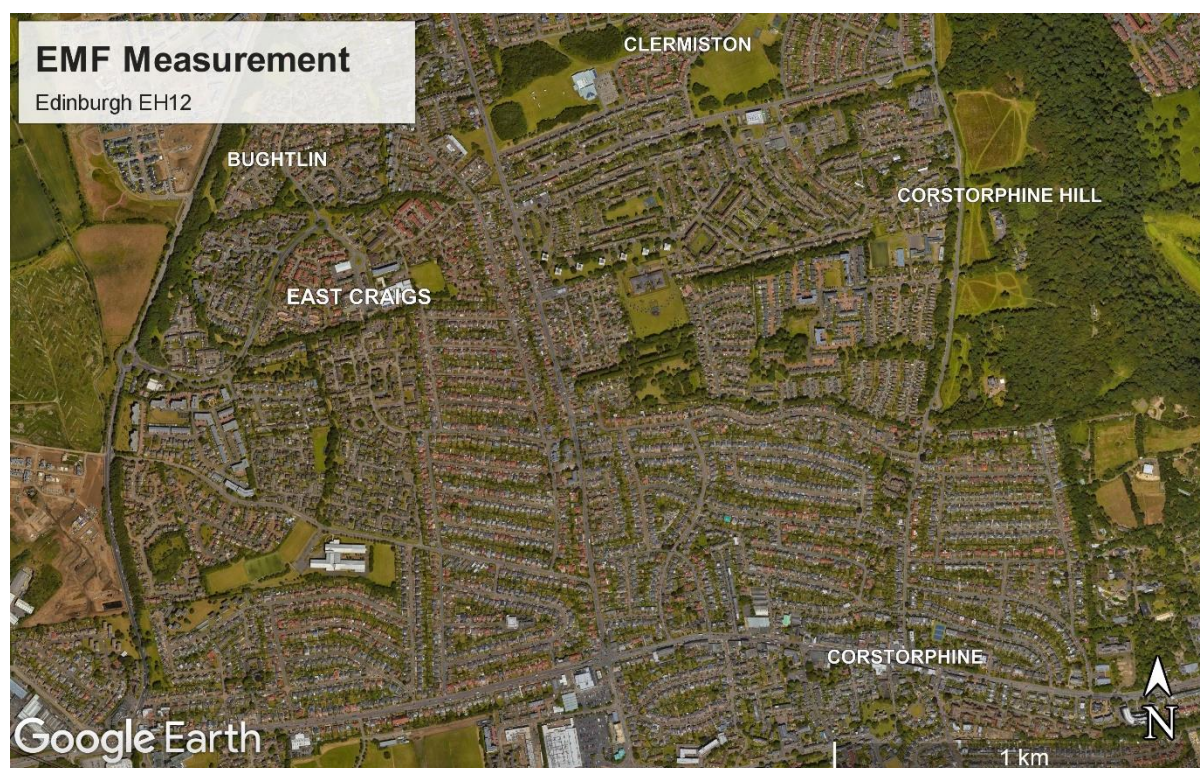 EMF Measurement
Edinburgh EH12
CLERMISTON
BUGHTLIN
CORSTORPHINE HILL
EAST CRAIGS
CORSTORPHINE
Google Earth
N
1 km